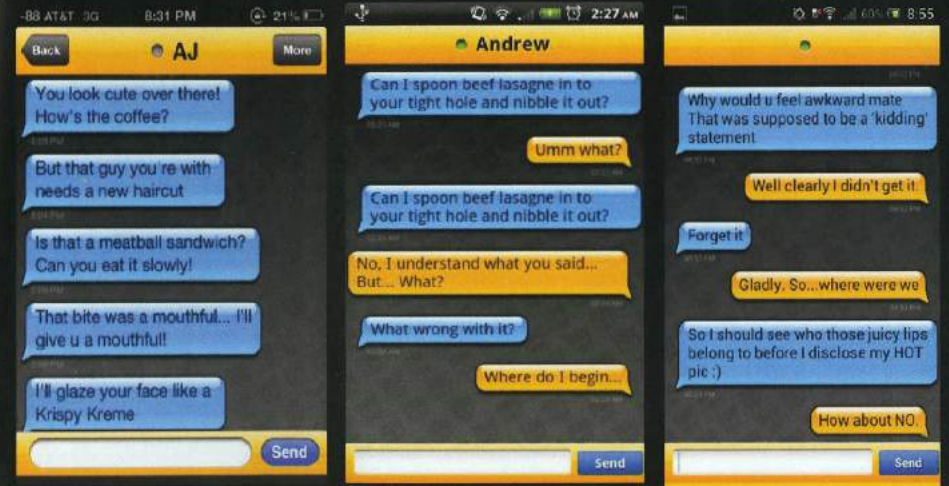 -88 AT&T 3G 8:31 PM 21%
Back AJ More
You look cute over there!
How's the coffee?
But that guy you're with
needs a new haircut
Is that a meatball sandwich?
Can you eat it slowly!
That bite was a mouthful... I'll
give u a mouthful!
I'll glaze your face like a
Krispy Kreme
Send
2:27 AM
Andrew
Can I spoon beef lasagne in to
your tight hole and nibble it out?
Umm what?
Can I spoon beef lasagne in to
your tight hole and nibble it out?
No, I understand what you said...
But... What?
What wrong with it?
Where do I begin...
Send
60% 8:55
Why would u feel awkward mate
That was supposed to be a 'kidding'
statement
Well clearly I didn't get it.
Forget it
Gladly. So...where were we
So I should see who those juicy lips
belong to before I disclose my HOT
pic :)
How about NO.
Send